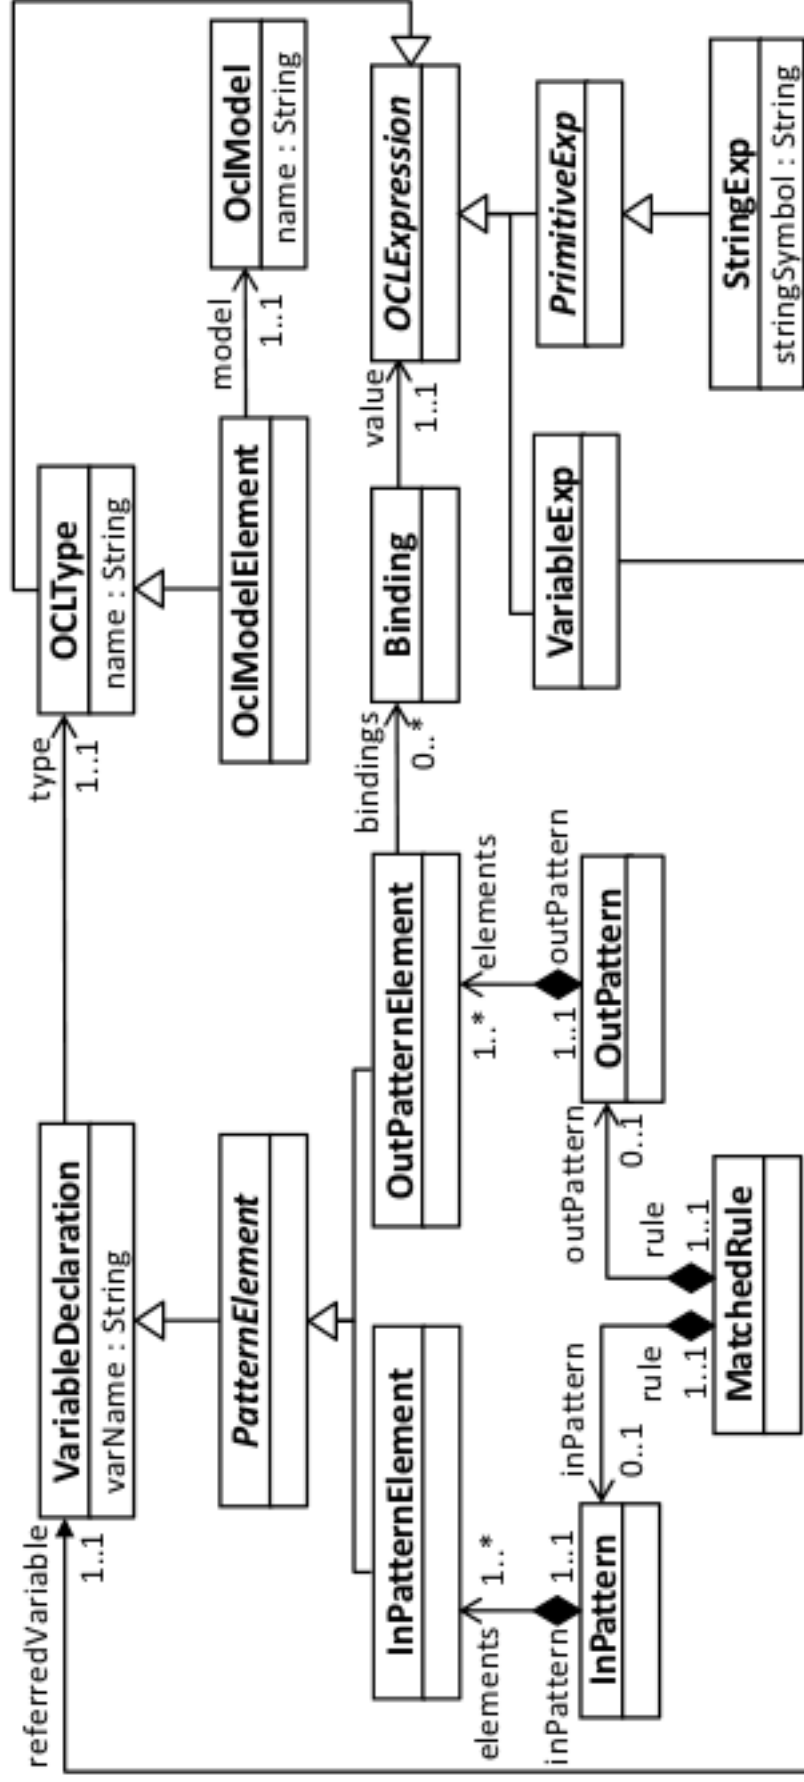 referredVariable
1..1
VariableDeclaration
varName : String
type
1..1
OCLType
name : String
PatternElement
OclModelElement
model
1..1
OclModel
name : String
InPatternElement
OutPatternElement
bindings
0..*
Binding
value
1..1
OCLExpression
elements
1..*
1..*
elements
inPattern
1..1
1..1
outPattern
InPattern
inPattern
0..1
rule
1..1
outPattern
0..1
rule
1..1
OutPattern
MatchedRule
VariableExp
PrimitiveExp
StringExp
stringSymbol : String